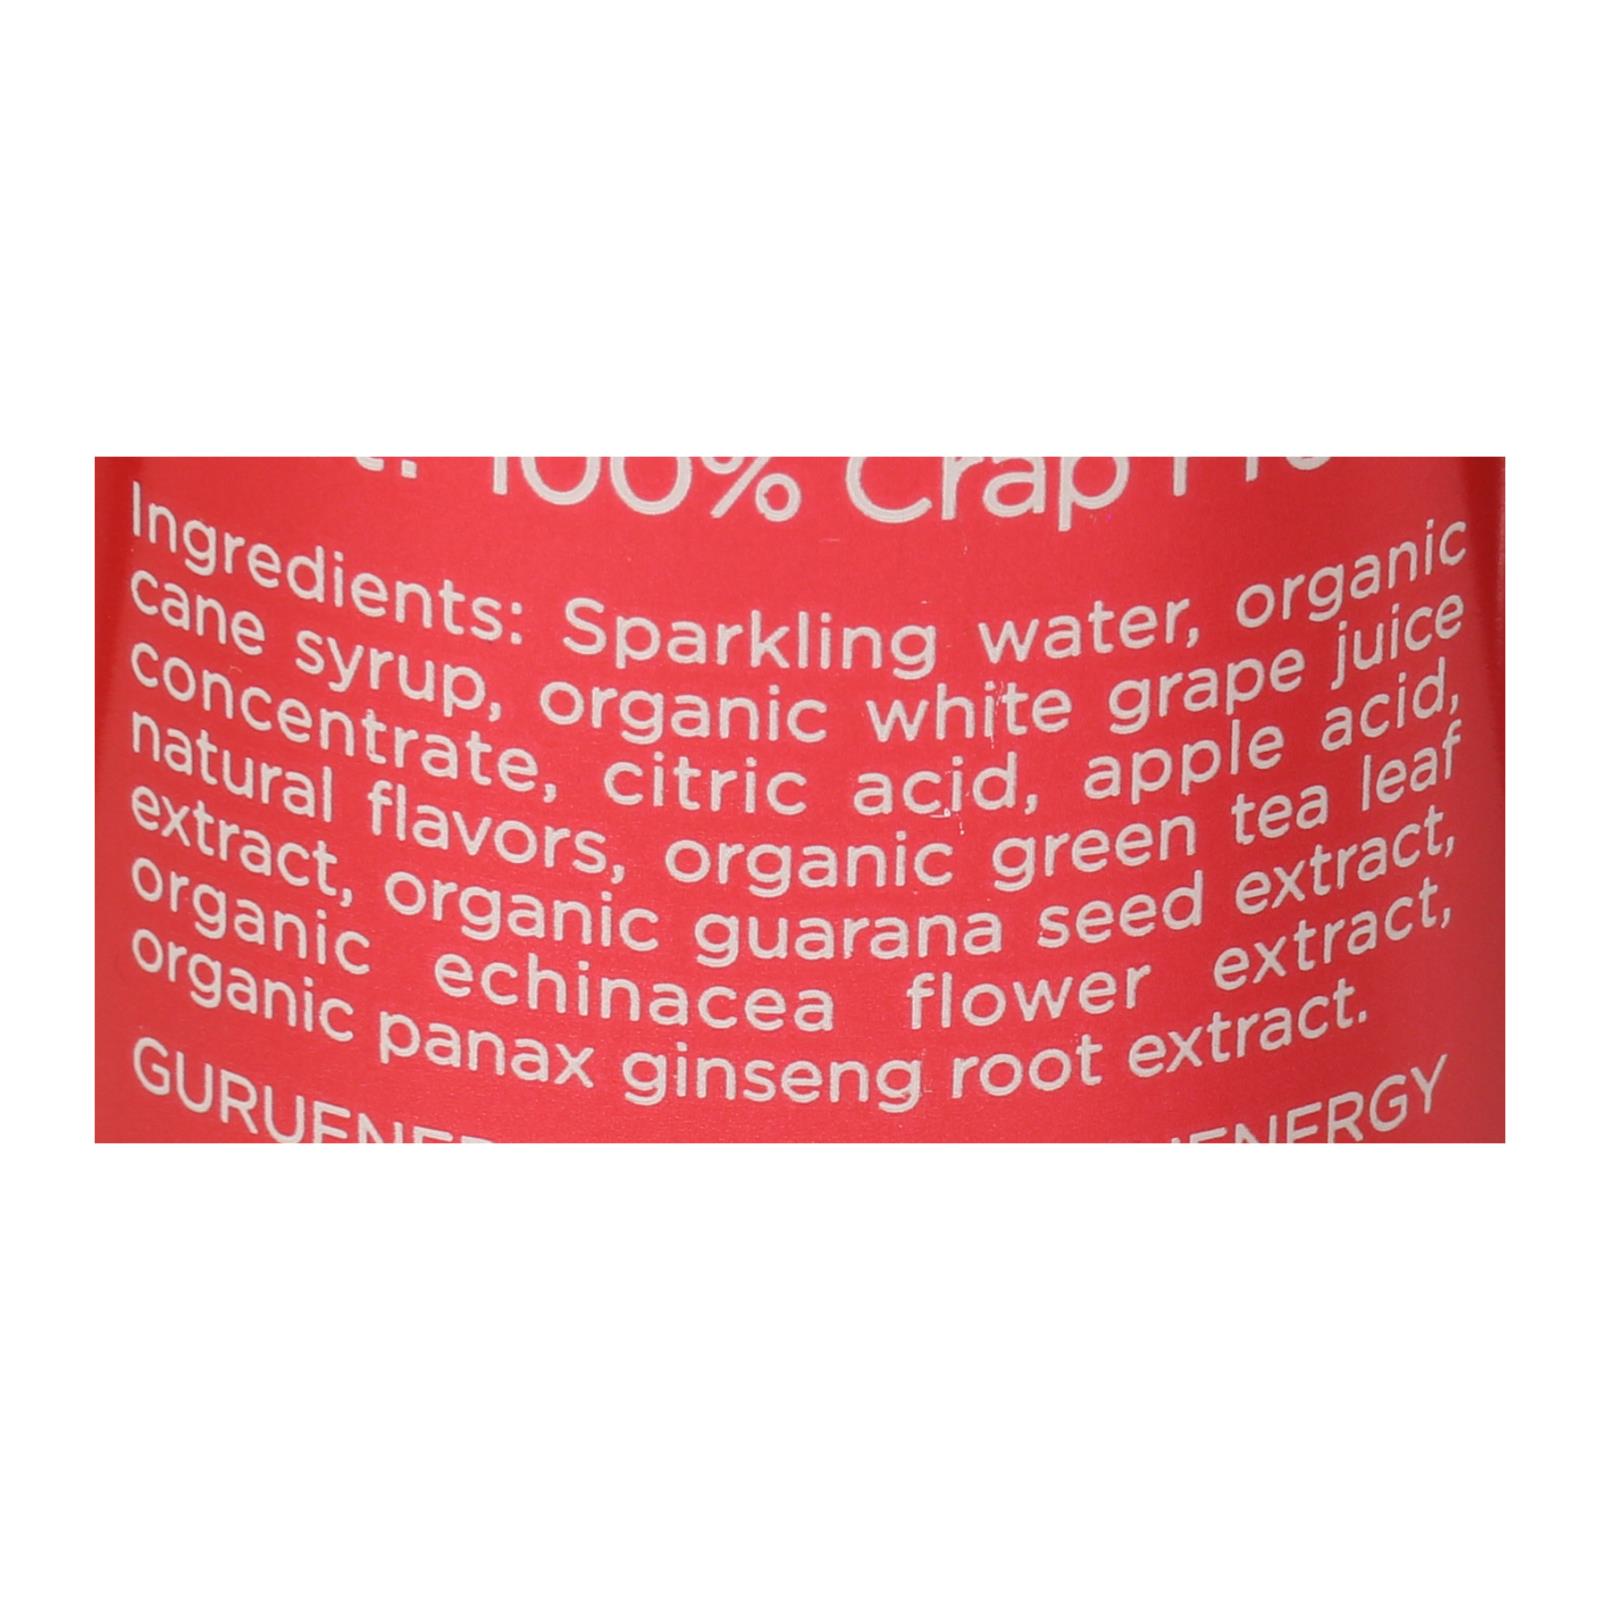 100% Crap
Ingredients: Sparkling water, organic
cane syrup, organic white grape juice
concentrate, citric acid, apple acid,
natural flavors, organic green tea leaf
extract, organic guarana seed extract,
organic echinacea flower extract,
organic panax ginseng root extract.